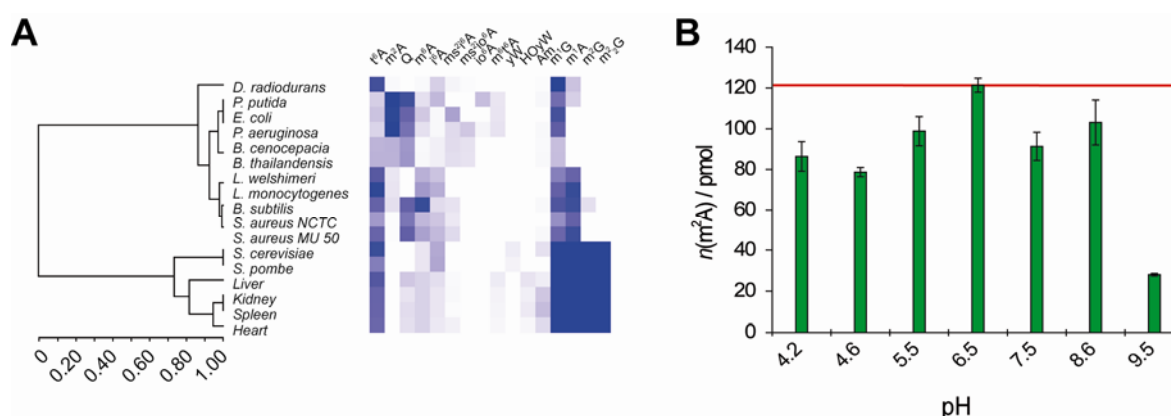 A
t⁶A m²A Q m⁶A i⁶A ms²i⁶A ms²io⁶A io⁶A m⁶t⁶A yW HOyW Am m¹G m¹A m²G m²₂G
D. radiodurans
P. putida
E. coli
P. aeruginosa
B. cenocepacia
B. thailandensis
L. welshimeri
L. monocytogenes
B. subtilis
S. aureus NCTC
S. aureus MU 50
S. cerevisiae
S. pombe
Liver
Kidney
Spleen
Heart
0 0.20 0.40 0.60 0.80 1.00
B
n(m²A) / pmol
140
120
100
80
60
40
20
0
4.2 4.6 5.5 6.5 7.5 8.6 9.5
pH